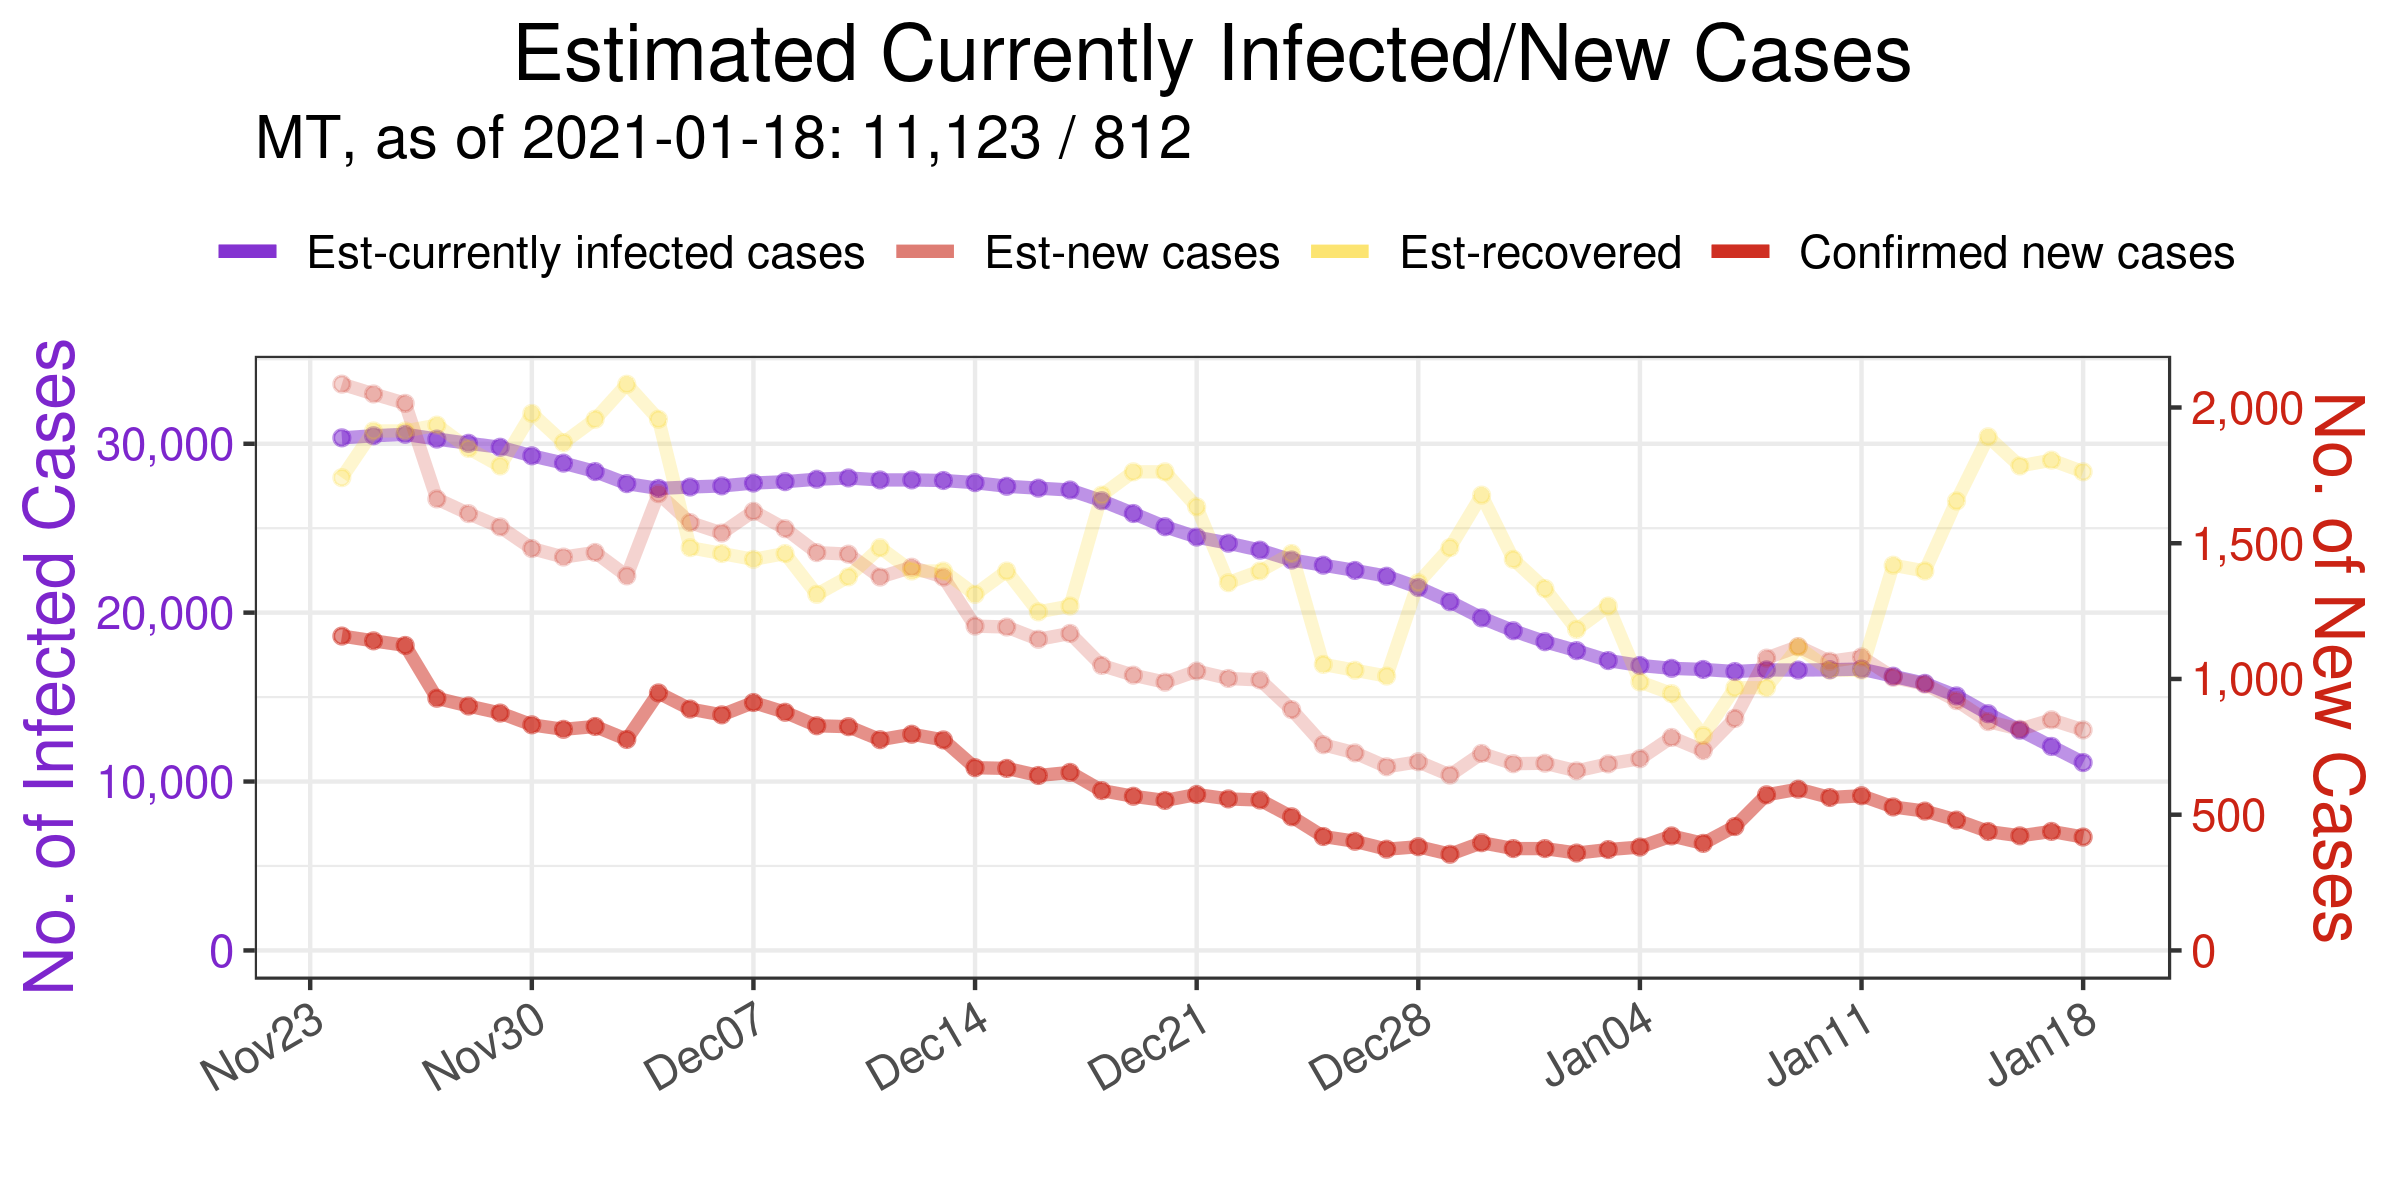 Estimated Currently Infected/New Cases
MT, as of 2021-01-18: 11,123 / 812
Est-currently infected cases Est-new cases Est-recovered Confirmed new cases
No. of Infected Cases
30,000
20,000
10,000
0
2,000
1,500
1,000
500
0
No. of New Cases
Nov23 Nov30 Dec07 Dec14 Dec21 Dec28 Jan04 Jan11 Jan18